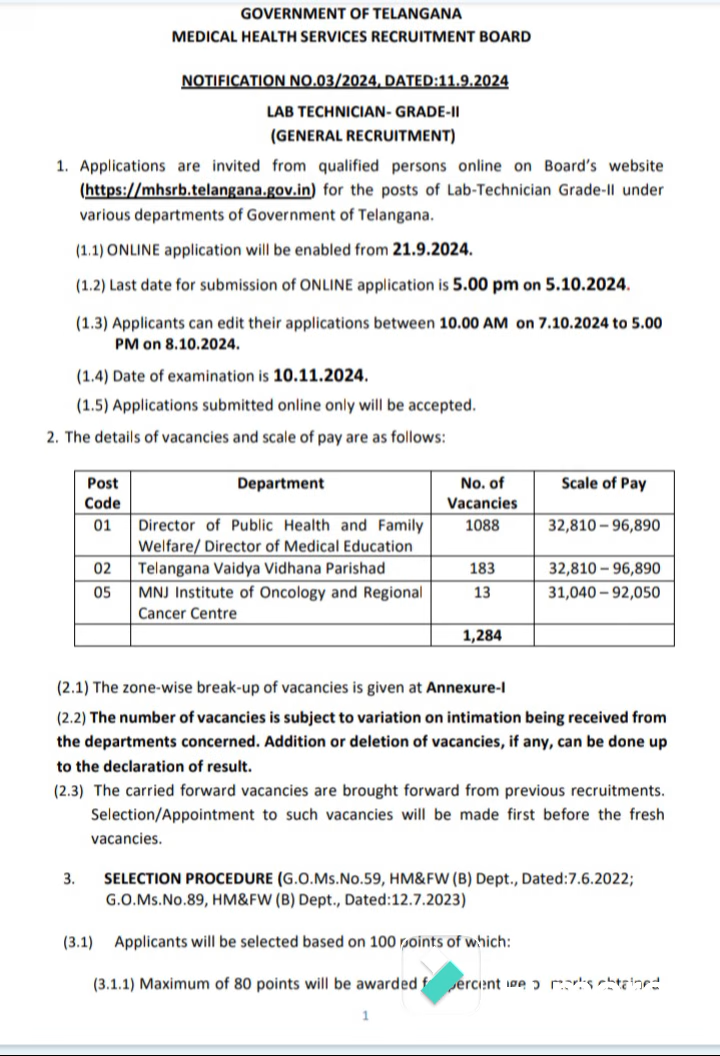 GOVERNMENT OF TELANGANA
MEDICAL HEALTH SERVICES RECRUITMENT BOARD
NOTIFICATION NO.03/2024, DATED:11.9.2024
LAB TECHNICIAN- GRADE-II
(GENERAL RECRUITMENT)
1. Applications are invited from qualified persons online on Board's website
(https://mhsrb.telangana.gov.in) for the posts of Lab-Technician Grade-II under
various departments of Government of Telangana.
(1.1) ONLINE application will be enabled from 21.9.2024.
(1.2) Last date for submission of ONLINE application is 5.00 pm on 5.10.2024.
(1.3) Applicants can edit their applications between 10.00 AM on 7.10.2024 to 5.00
PM on 8.10.2024.
(1.4) Date of examination is 10.11.2024.
(1.5) Applications submitted online only will be accepted.
2. The details of vacancies and scale of pay are as follows:
Post Department No. of Scale of Pay
Code Vacancies
01 Director of Public Health and Family 1088 32,810 – 96,890
Welfare/ Director of Medical Education
02 Telangana Vaidya Vidhana Parishad 183 32,810 – 96,890
05 MNJ Institute of Oncology and Regional 13 31,040 – 92,050
Cancer Centre
1,284
(2.1) The zone-wise break-up of vacancies is given at Annexure-I
(2.2) The number of vacancies is subject to variation on intimation being received from
the departments concerned. Addition or deletion of vacancies, if any, can be done up
to the declaration of result.
(2.3) The carried forward vacancies are brought forward from previous recruitments.
Selection/Appointment to such vacancies will be made first before the fresh
vacancies.
3. SELECTION PROCEDURE (G.O.Ms.No.59, HM&FW (B) Dept., Dated:7.6.2022;
G.O.Ms.No.89, HM&FW (B) Dept., Dated:12.7.2023)
(3.1) Applicants will be selected based on 100 points of which:
(3.1.1) Maximum of 80 points will be awarded
1